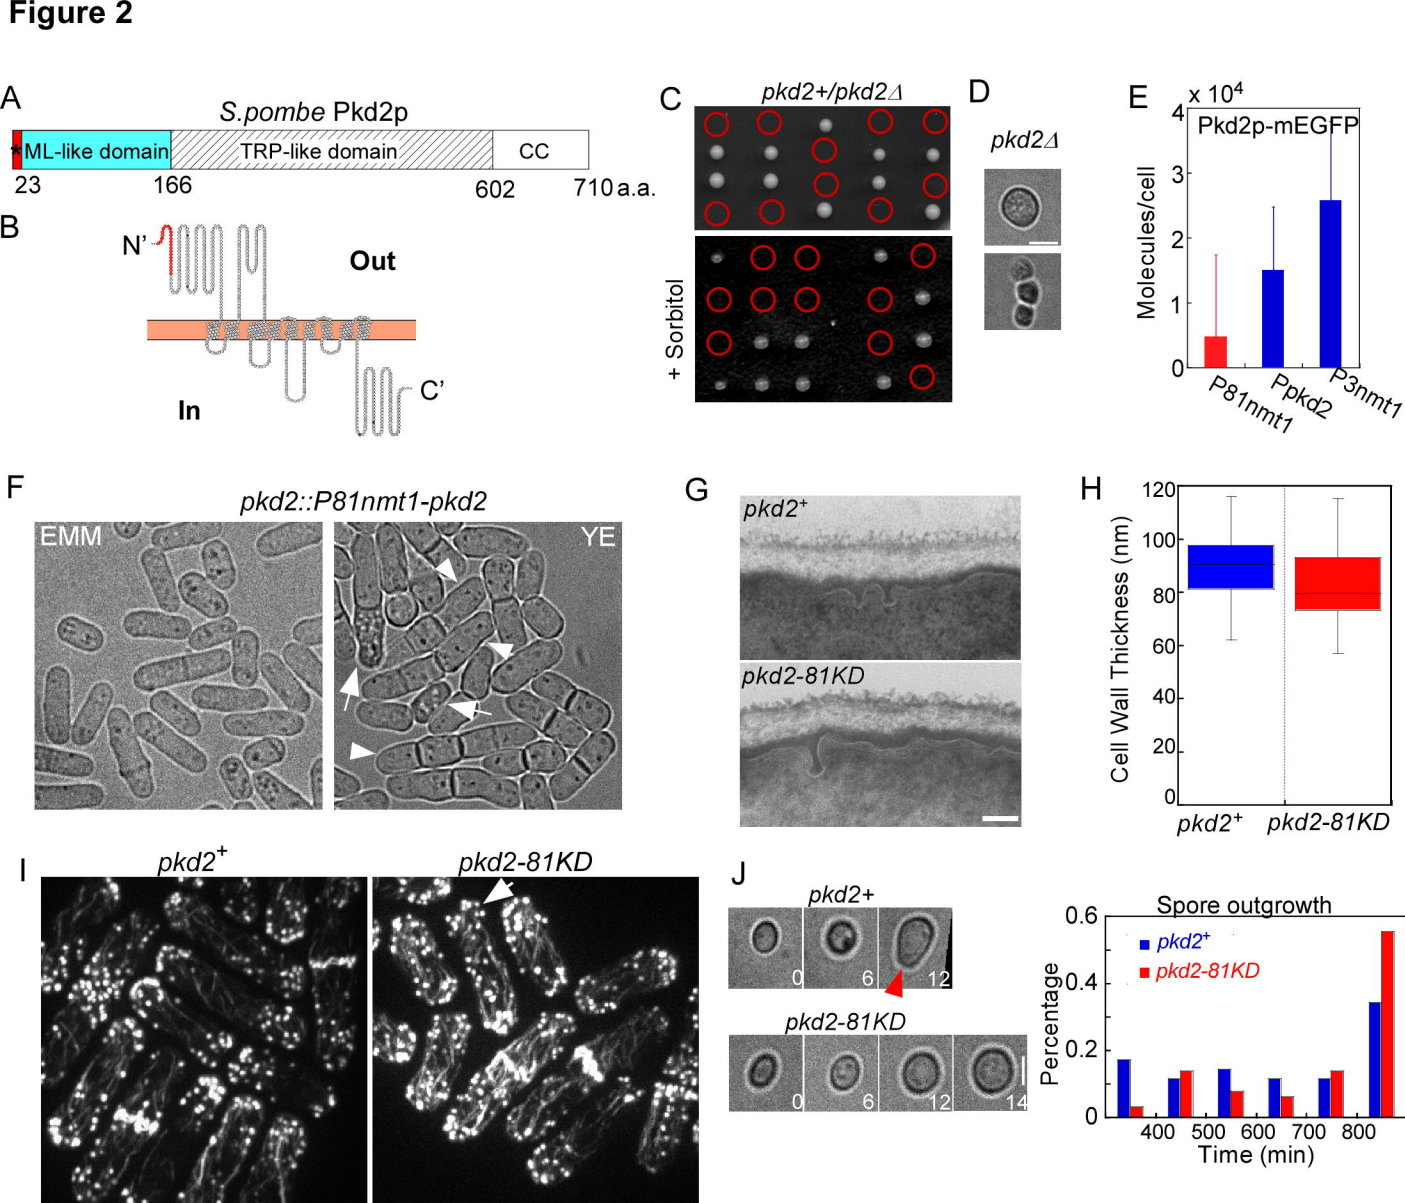 Figure 2
A
S.pombe Pkd2p
* ML-like domain TRP-like domain CC
23 166 602 710 a.a.
B
N'
Out
In
C'
C
pkd2+/pkd2Δ
+ Sorbitol
D
pkd2Δ
E
x 10⁴
Pkd2p-mEGFP
Molecules/cell
4
3
2
1
0
P81nmt1 Ppkd2 P3nmt1
F
pkd2::P81nmt1-pkd2
EMM YE
G
pkd2⁺
pkd2-81KD
H
Cell Wall Thickness (nm)
120
100
80
60
40
20
0
pkd2⁺ pkd2-81KD
I
pkd2⁺ pkd2-81KD
J
pkd2+
0 6 12
pkd2-81KD
0 6 12 14
Spore outgrowth
pkd2⁺
pkd2-81KD
Percentage
0.6
0.4
0.2
0
400 500 600 700 800
Time (min)